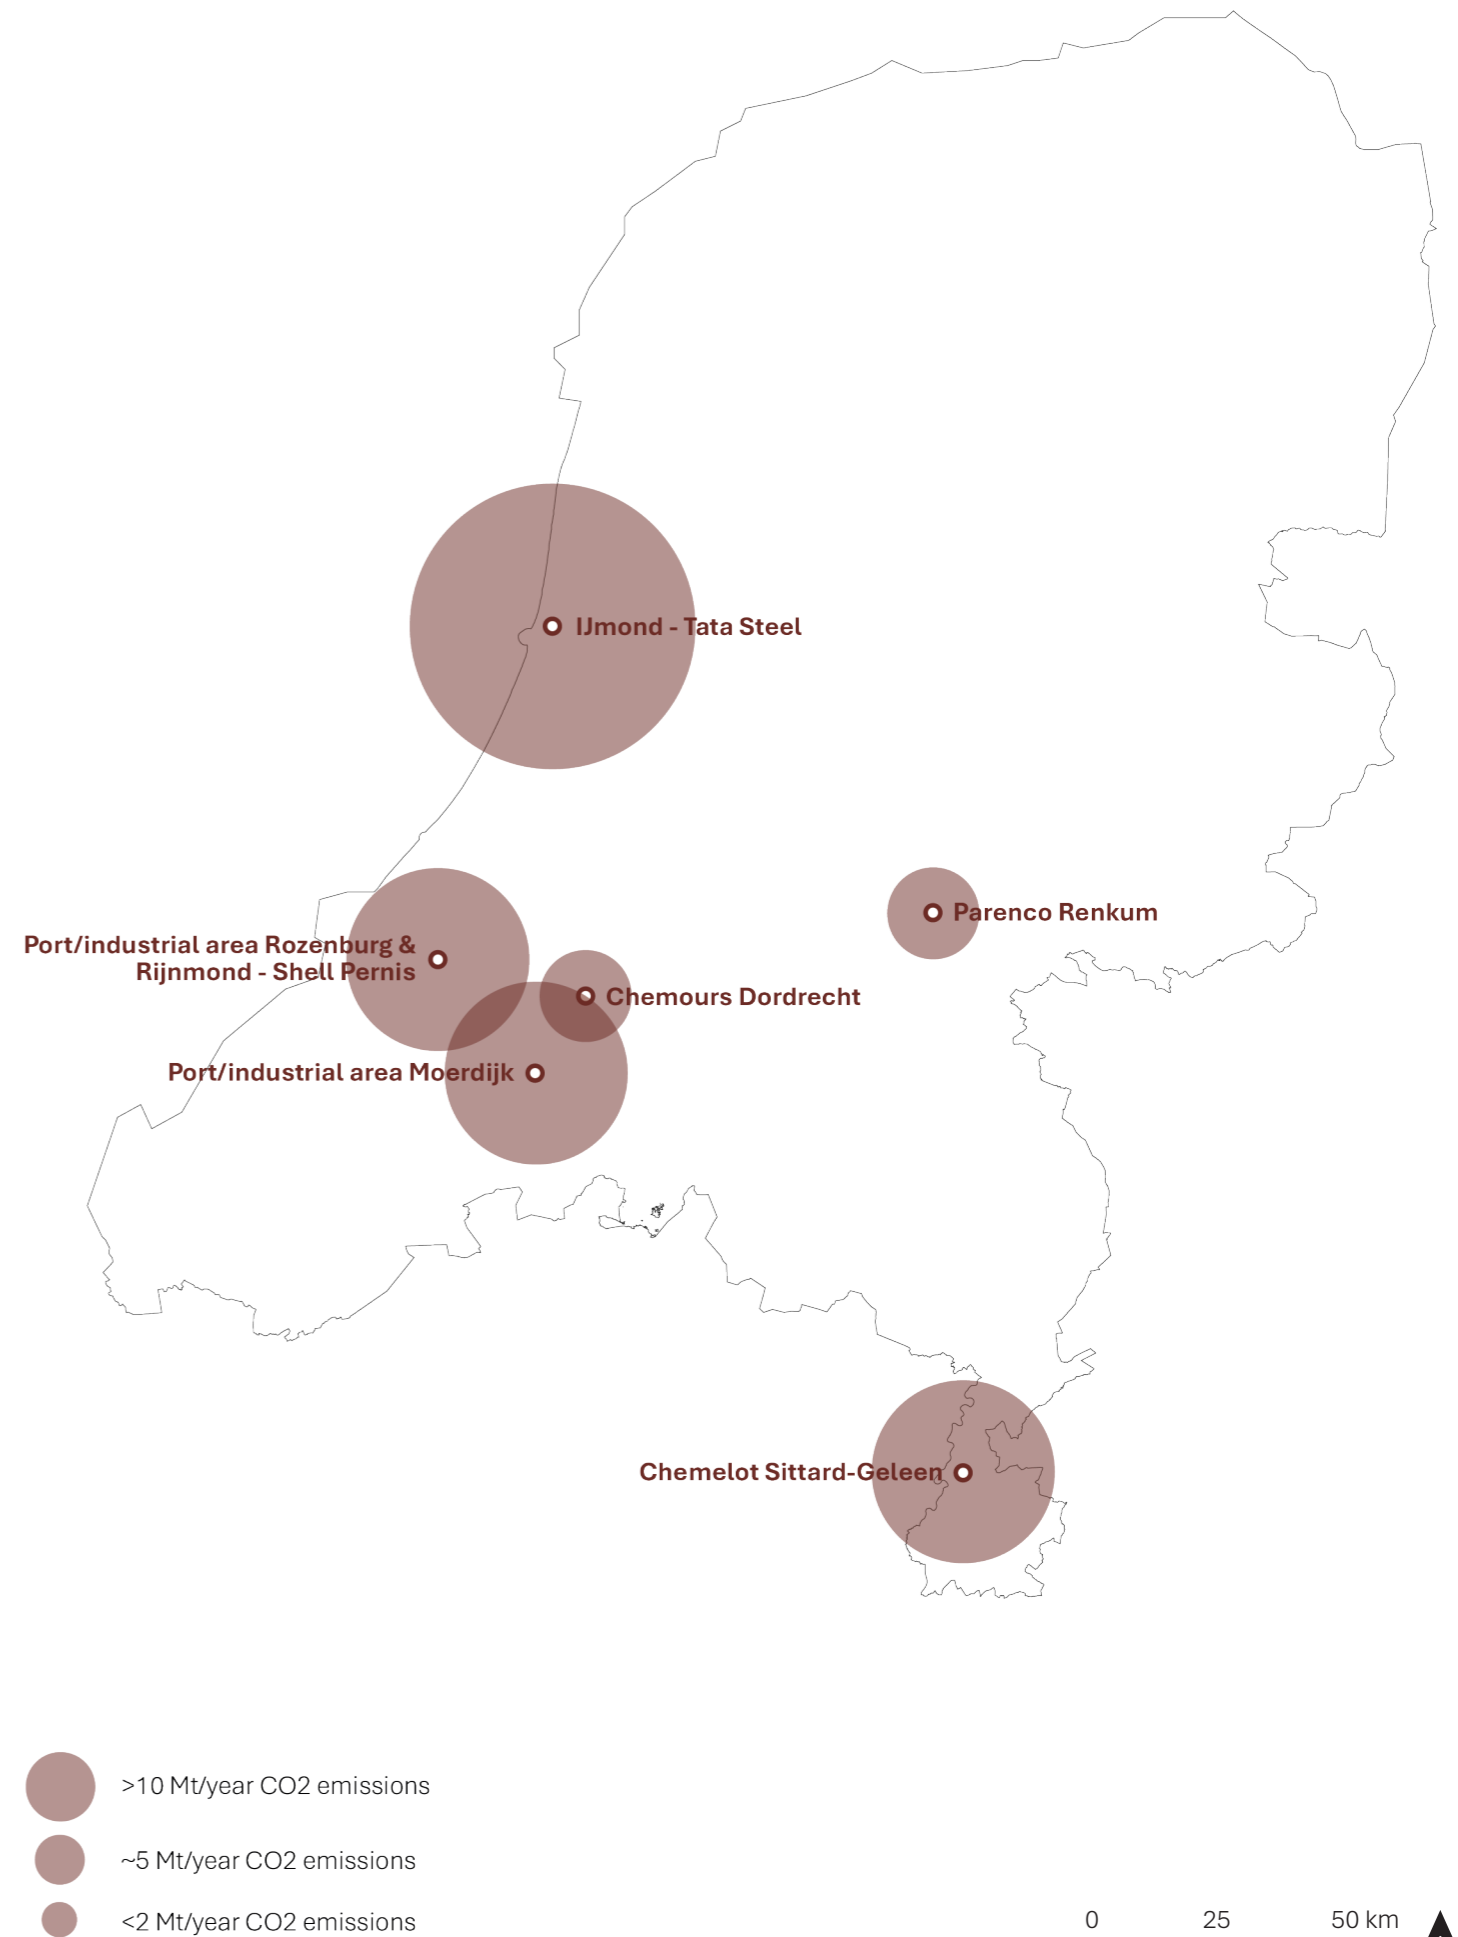 IJmond - Tata Steel
Parenco Renkum
Port/industrial area Rozenburg &
Rijnmond - Shell Pernis
Chemours Dordrecht
Port/industrial area Moerdijk
Chemelot Sittard-Geleen
>10 Mt/year CO2 emissions
~5 Mt/year CO2 emissions
<2 Mt/year CO2 emissions
0 25 50 km